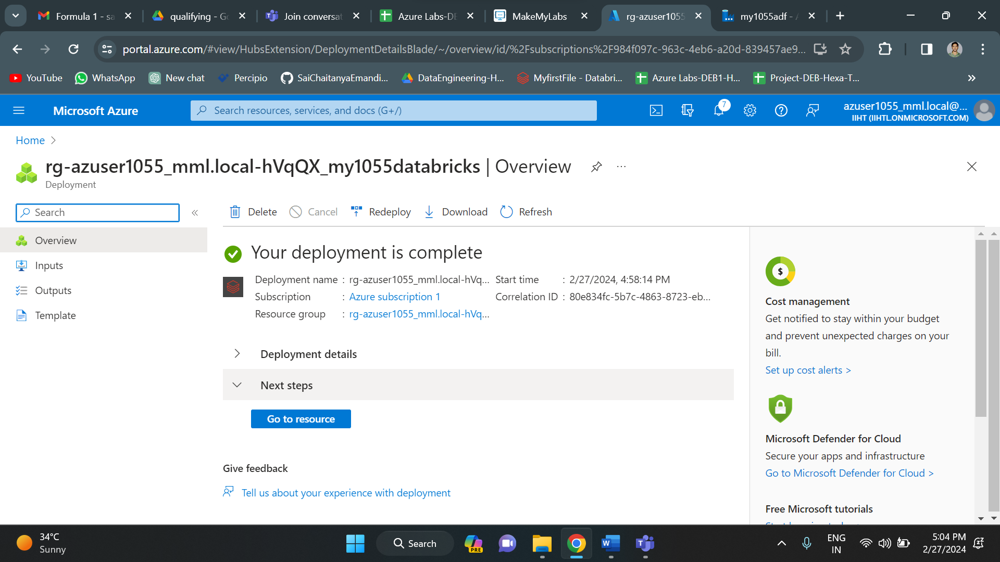 Formula 1 - sa
qualifying - Go
Join conversat
Azure Labs-DE
MakeMyLabs
rg-azuser1055
my1055adf - A
portal.azure.com/#view/HubsExtension/DeploymentDetailsBlade/~/overview/id/%2Fsubscriptions%2F984f097c-963c-4eb6-a20d-839457ae9...
YouTube
WhatsApp
New chat
Percipio
SaiChaitanyaEmandi...
DataEngineering-H...
MyfirstFile - Databri...
Azure Labs-DEB1-H...
Project-DEB-Hexa-T...
Microsoft Azure
Search resources, services, and docs (G+/)
7
azuser1055_mml.local@...
IIHT (IIHTL.ONMICROSOFT.COM)
Home
rg-azuser1055_mml.local-hVqQX_my1055databricks | Overview
Deployment
Search
Delete
Cancel
Redeploy
Download
Refresh
Overview
Inputs
Outputs
Template
Your deployment is complete
Deployment name : rg-azuser1055_mml.local-hVq...
Subscription : Azure subscription 1
Resource group : rg-azuser1055_mml.local-hVq...
Start time : 2/27/2024, 4:58:14 PM
Correlation ID : 80e834fc-5b7c-4863-8723-eb...
Deployment details
Next steps
Go to resource
Give feedback
Tell us about your experience with deployment
$
Cost management
Get notified to stay within your budget
and prevent unexpected charges on your
bill.
Set up cost alerts >
Microsoft Defender for Cloud
Secure your apps and infrastructure
Go to Microsoft Defender for Cloud >
Free Microsoft tutorials
34°C
Sunny
Search
PRE
W
T
ENG
IN
5:04 PM
2/27/2024